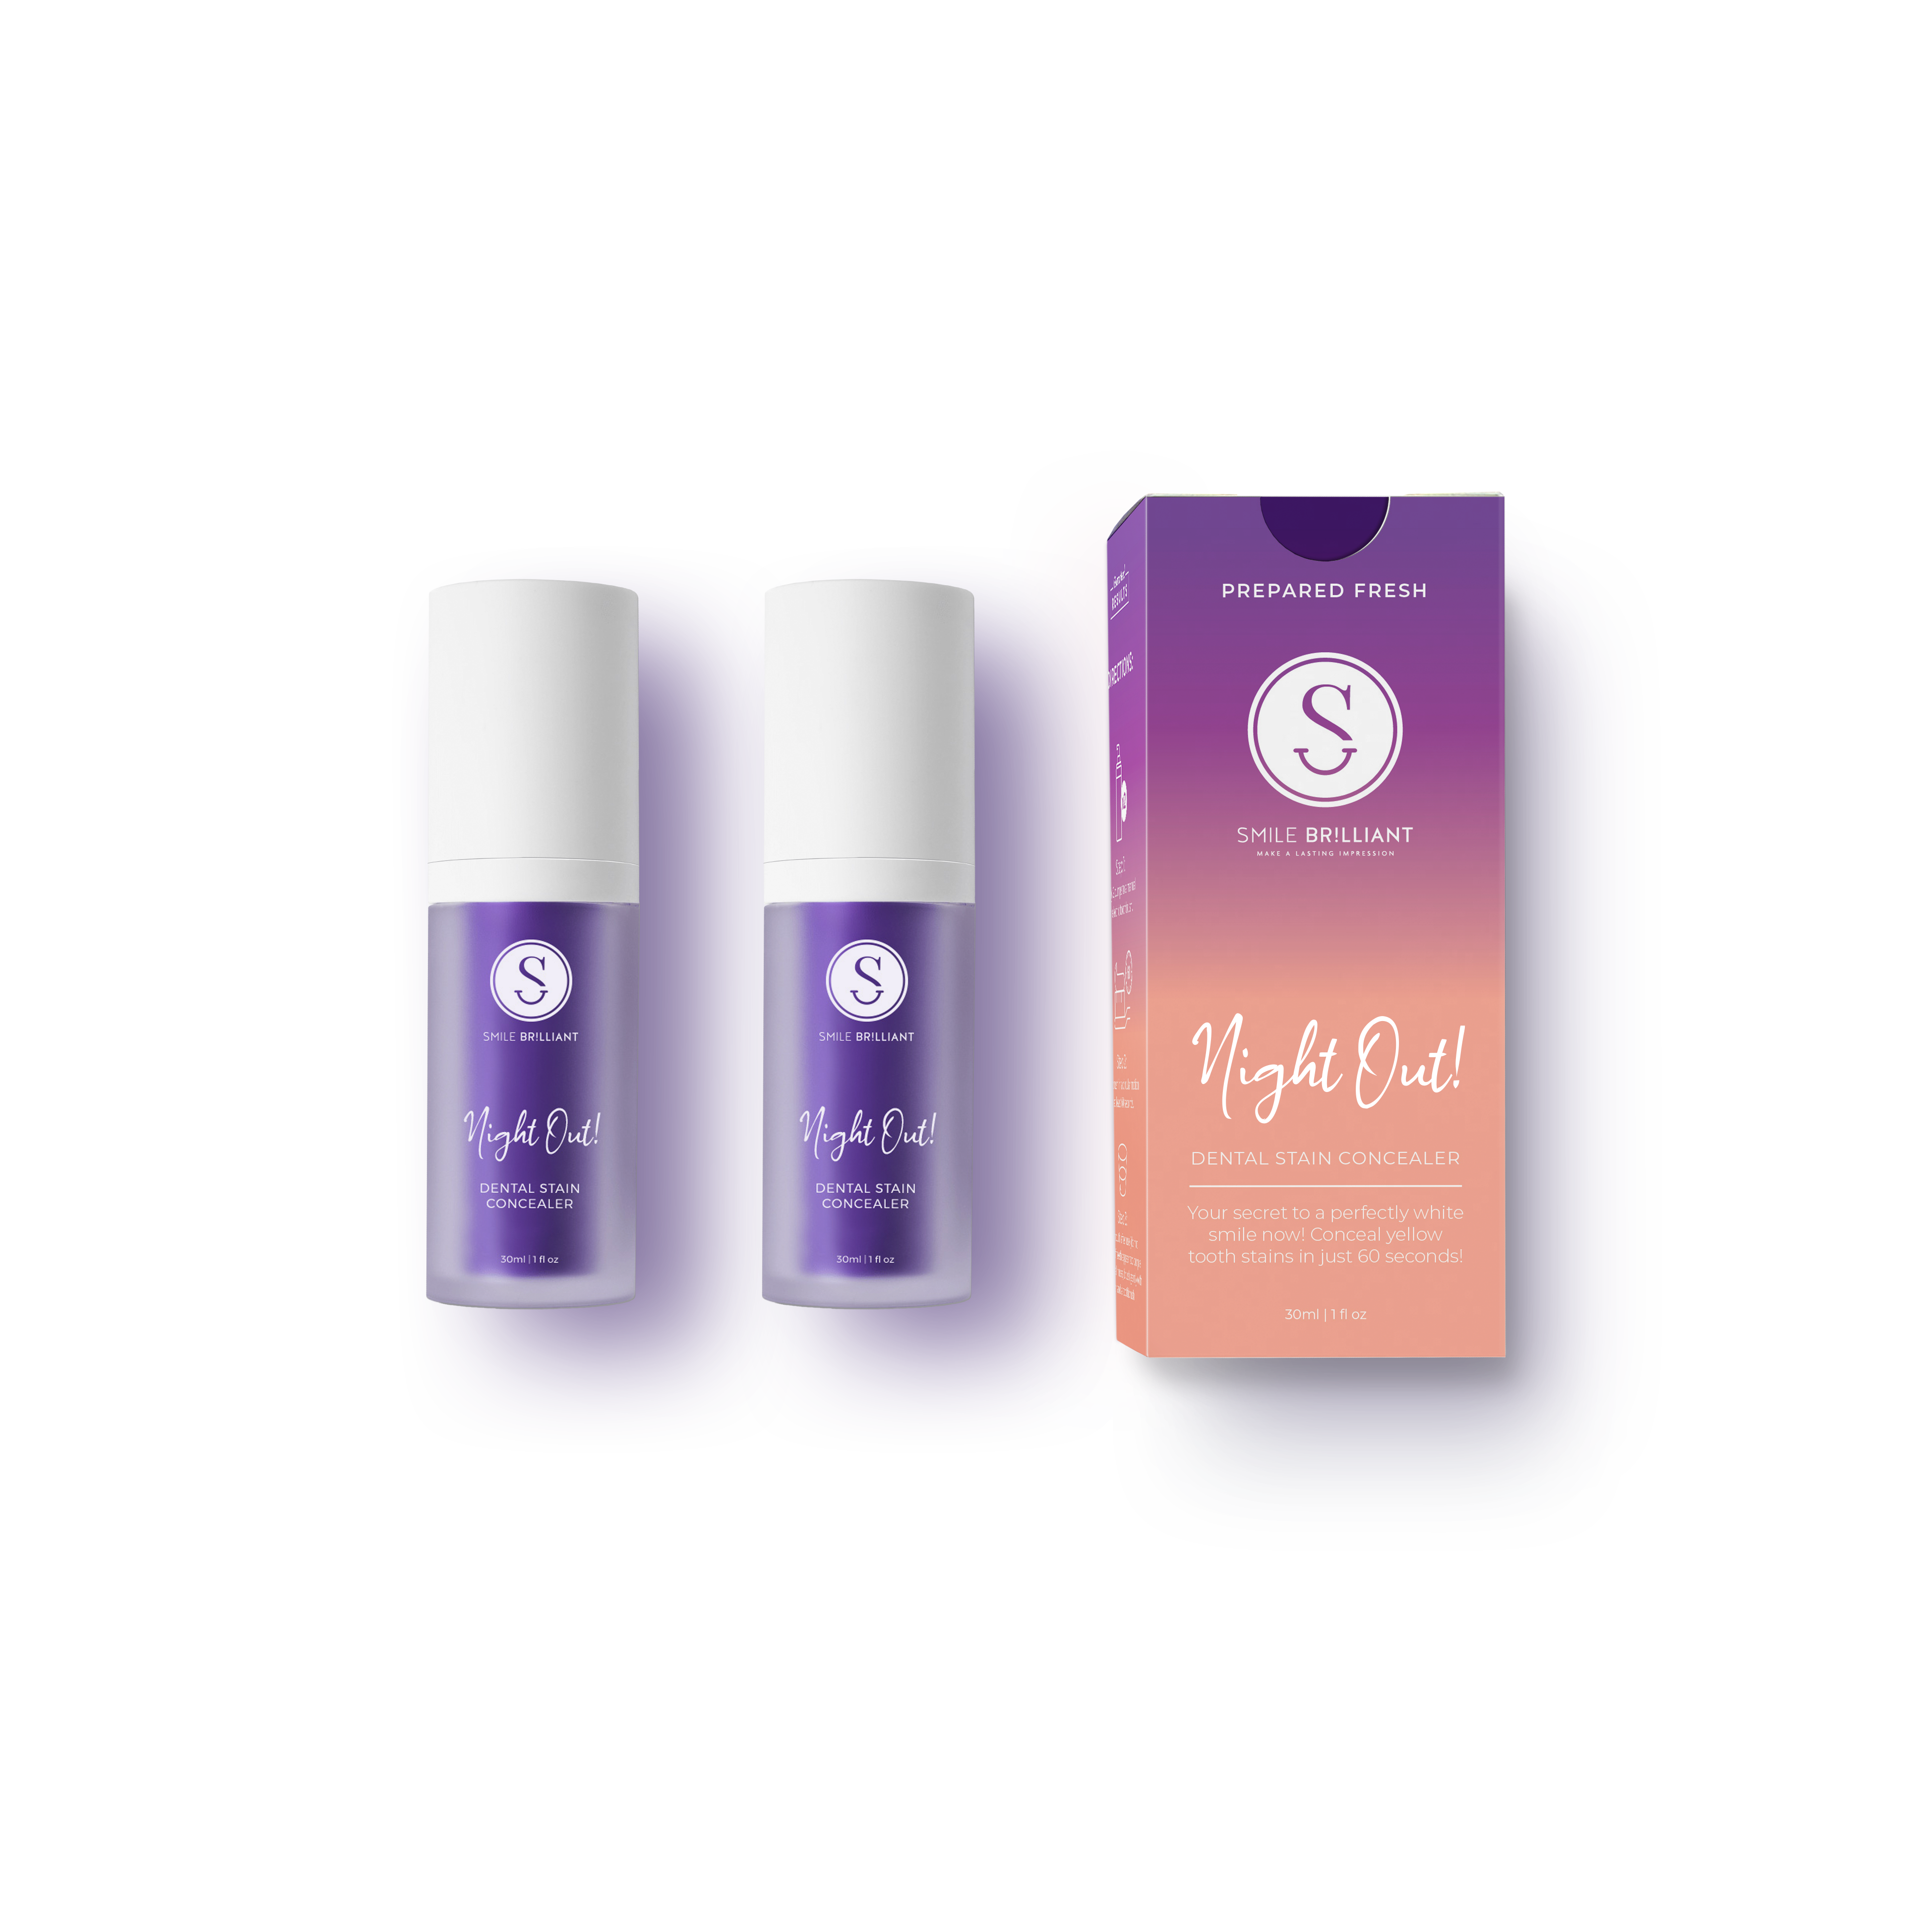 SMILE BR!LLIANT
Night Out!
DENTAL STAIN
CONCEALER
30ml | 1 fl oz
SMILE BR!LLIANT
Night Out!
DENTAL STAIN
CONCEALER
30ml | 1 fl oz
RESULTS
DIRECTIONS:
PREPARED FRESH
S
SMILE BR!LLIANT
MAKE A LASTING IMPRESSION
Night Out!
DENTAL STAIN CONCEALER
Your secret to a perfectly white
smile now! Conceal yellow
tooth stains in just 60 seconds!
30ml | 1 fl oz